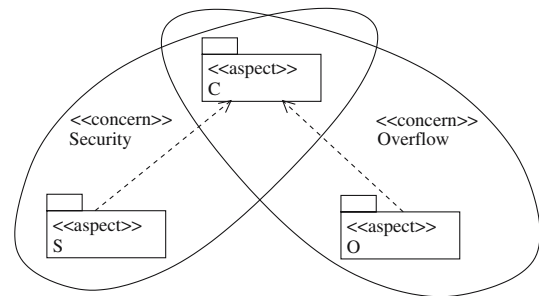 <<aspect>>
C
<<concern>>
Security
<<concern>>
Overflow
<<aspect>>
S
<<aspect>>
O